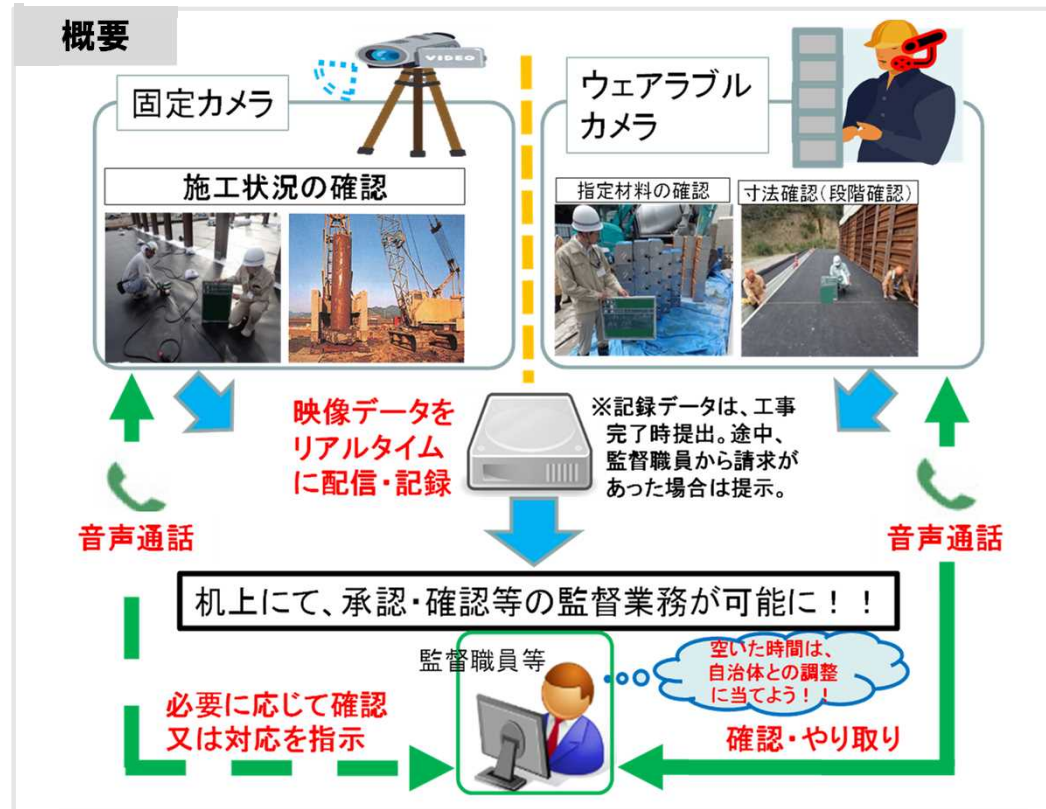 概要
VIDEO
固定カメラ
施工状況の確認
ウェアラブル
カメラ
指定材料の確認
寸法確認(段階確認)
映像データを
リアルタイム
に配信・記録
※記録データは、工事
完了時提出。途中、
監督職員から請求が
あった場合は提示。
音声通話
音声通話
机上にて、承認・確認等の監督業務が可能に!!
監督職員等
空いた時間は、
自治体との調整
に当てよう!!
必要に応じて確認
又は対応を指示
確認・やり取り